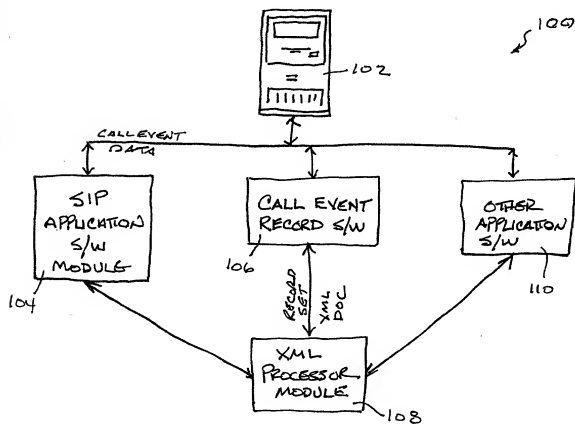 100
102
CALL EVENT
DATA
SIP
APPLICATION
S/W
MODULE
104
CALL EVENT
RECORD S/W
106
OTHER
APPLICATION
S/W
110
RECORD
SET
XML
DOC
XML
PROCESSOR
MODULE
108